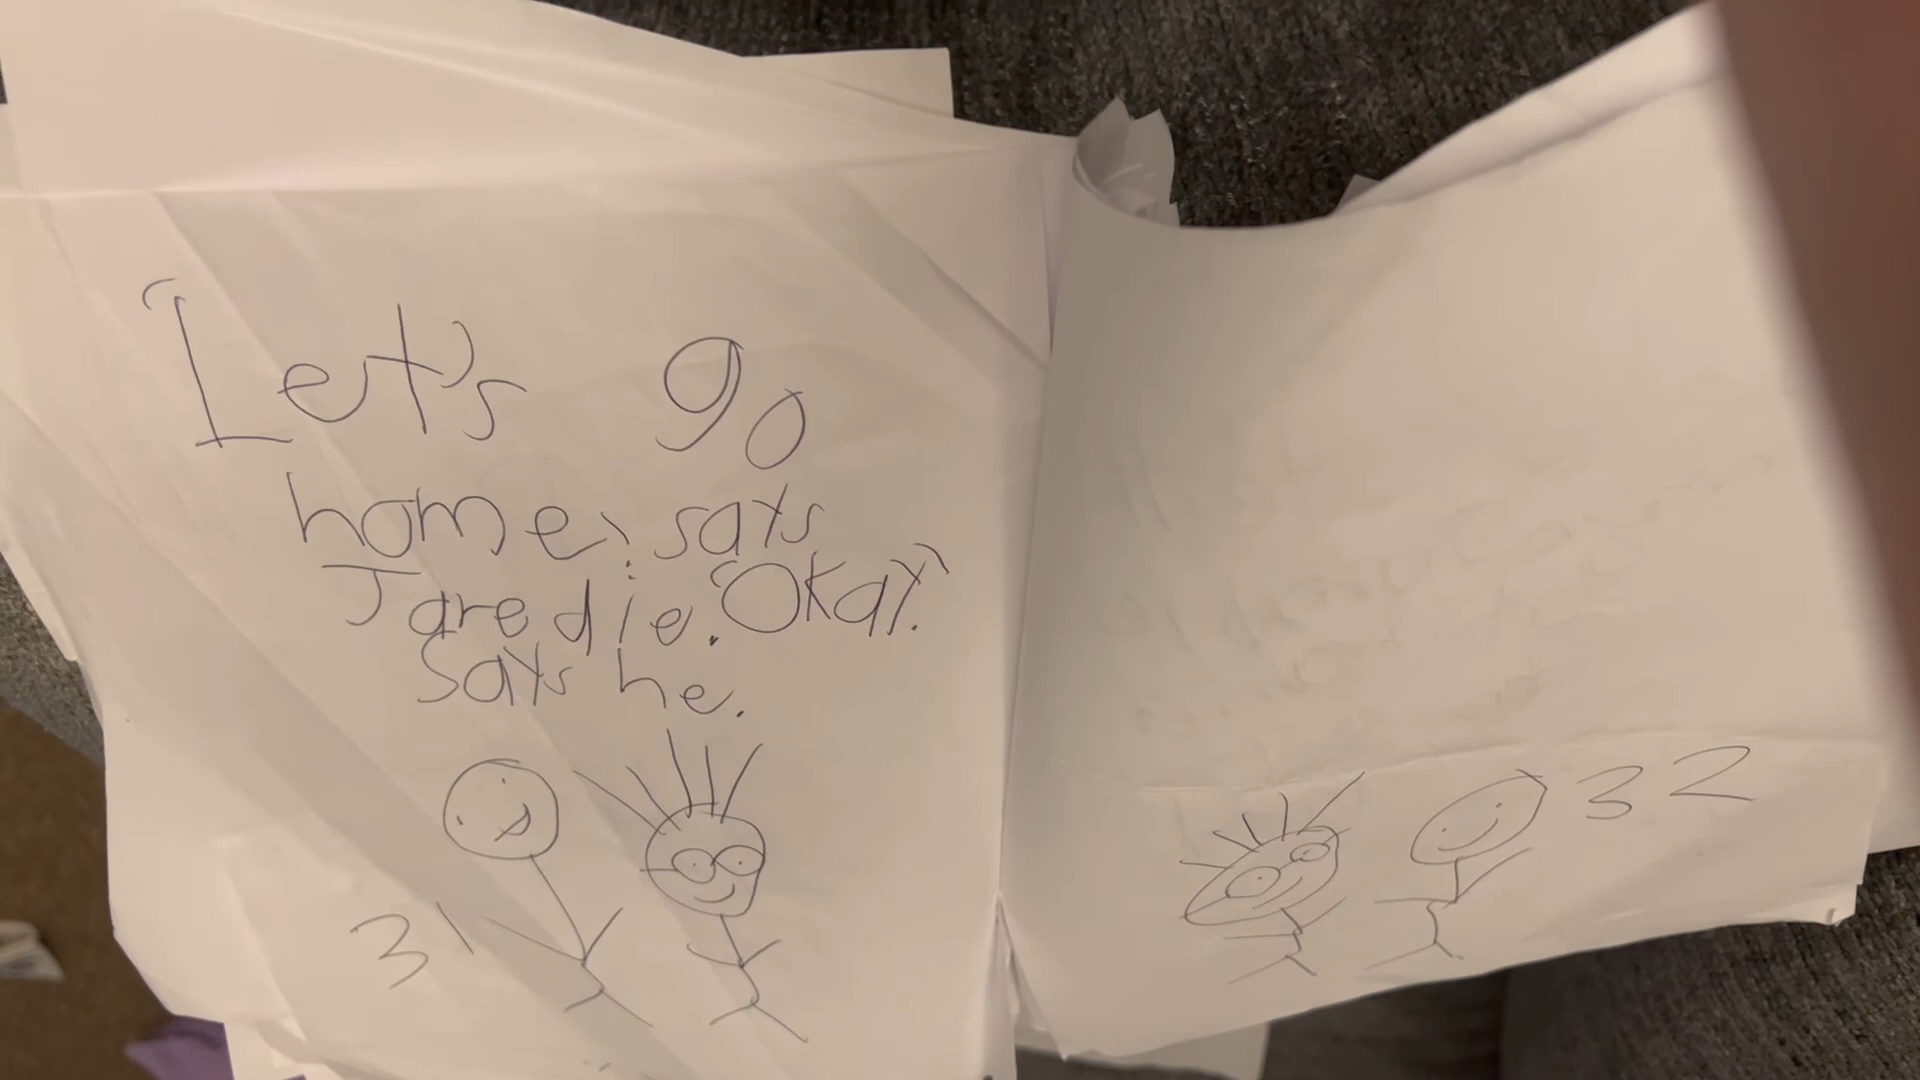 "Let's go
home," says
Jaredie. "Okay."
says he.
31
32